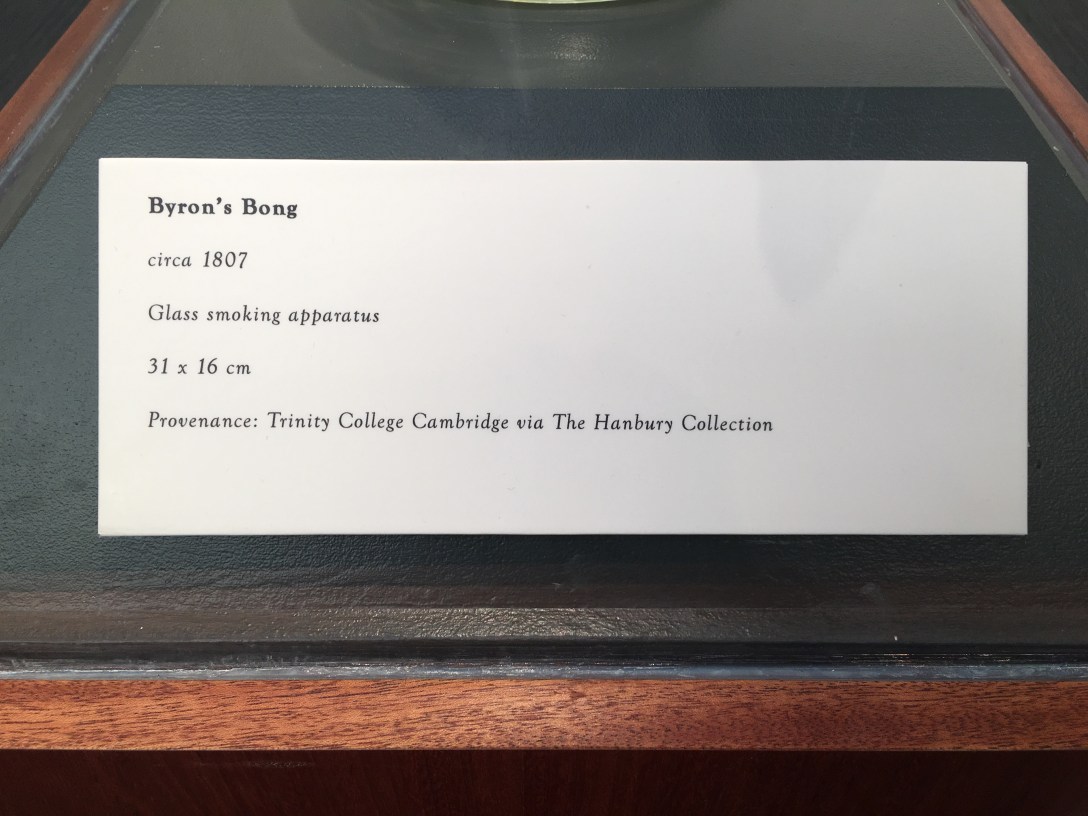 Byron's Bong
circa 1807
Glass smoking apparatus
31 x 16 cm
Provenance: Trinity College Cambridge via The Hanbury Collection